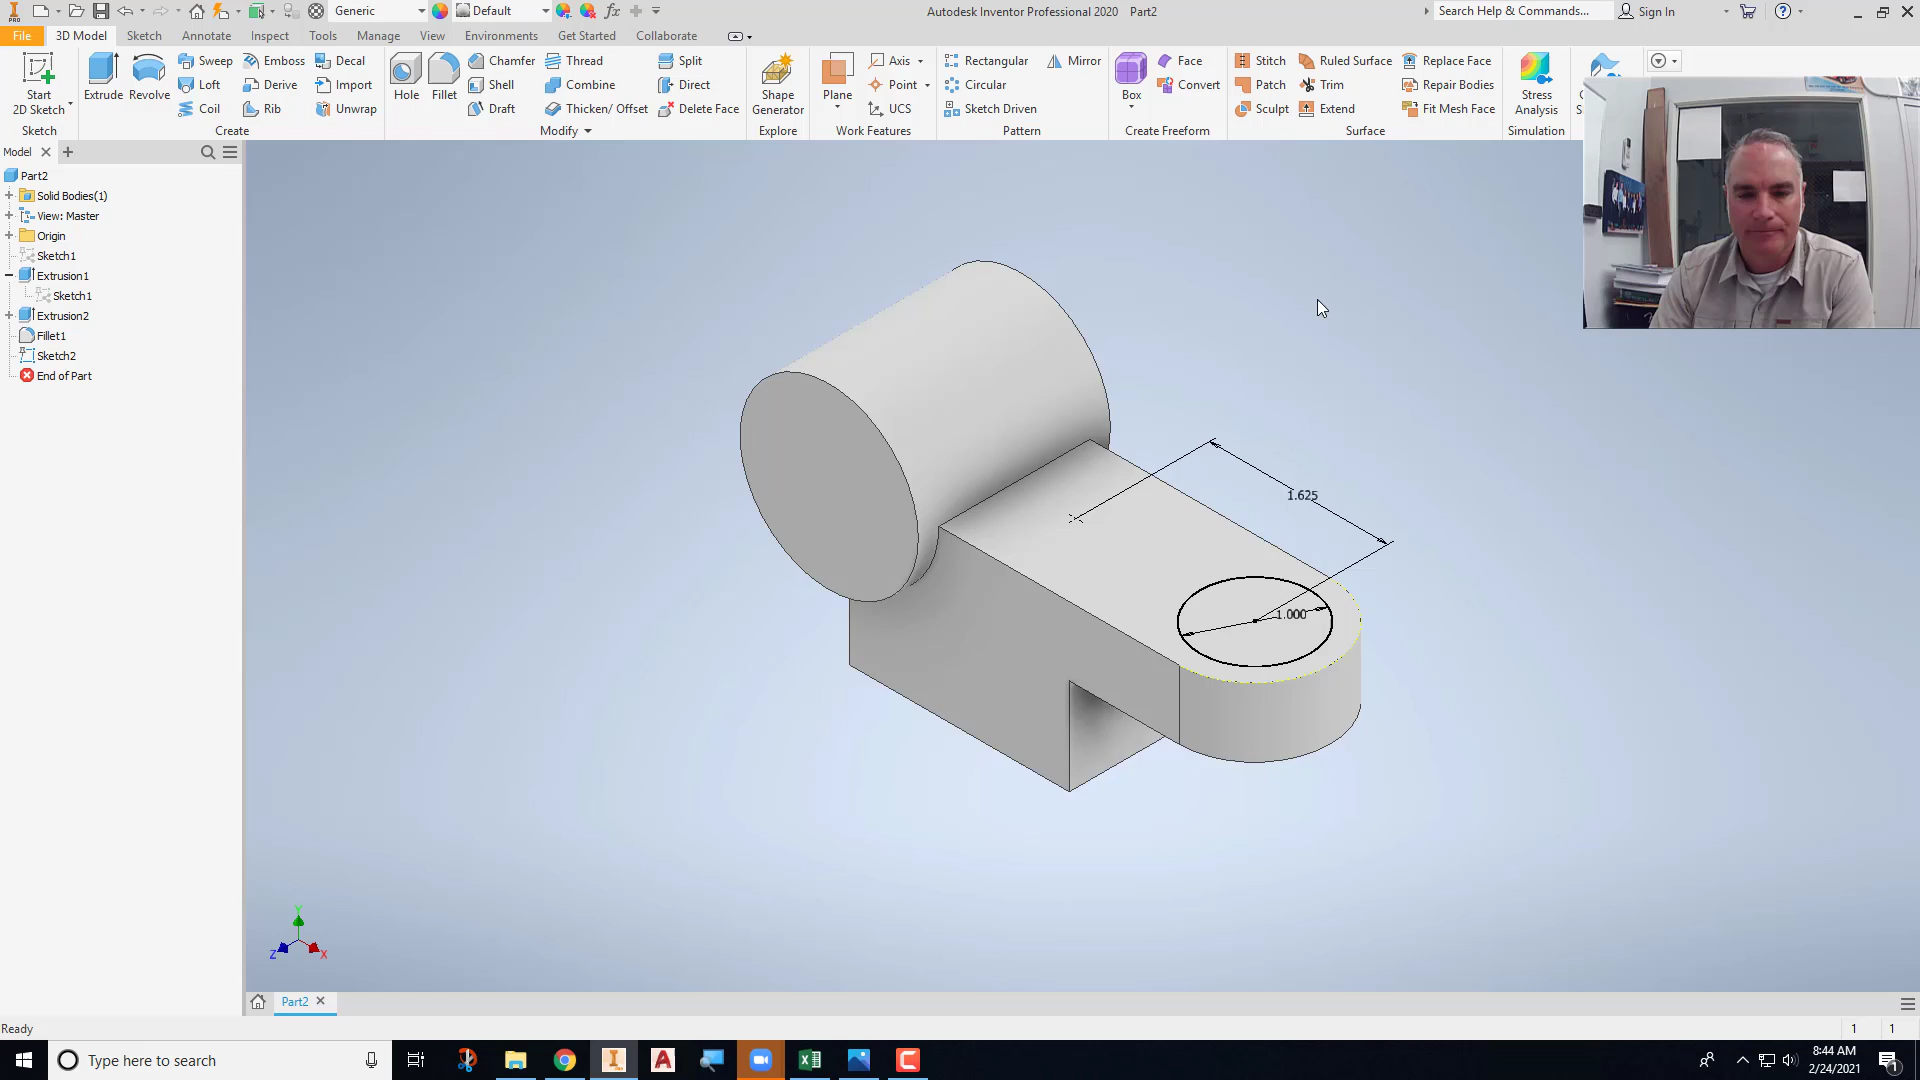 Generic
Default
fx
Autodesk Inventor Professional 2020 Part2
Search Help & Commands...
Sign In
File
3D Model
Sketch
Annotate
Inspect
Tools
Manage
View
Environments
Get Started
Collaborate
Start
2D Sketch
Sketch
Extrude
Revolve
Sweep
Loft
Coil
Emboss
Derive
Rib
Decal
Import
Unwrap
Create
Hole
Fillet
Chamfer
Shell
Draft
Thread
Combine
Thicken/ Offset
Split
Direct
Delete Face
Modify
Shape
Generator
Explore
Plane
Axis
Point
UCS
Work Features
Rectangular
Circular
Sketch Driven
Mirror
Pattern
Box
Face
Convert
Create Freeform
Stitch
Patch
Sculpt
Ruled Surface
Trim
Extend
Replace Face
Repair Bodies
Fit Mesh Face
Surface
Stress
Analysis
Simulation
Model
Part2
Solid Bodies(1)
View: Master
Origin
Sketch1
Extrusion1
Sketch1
Extrusion2
Fillet1
Sketch2
End of Part
1.625
1.000
Y
Z
X
Part2
Ready
1 1
Type here to search
8:44 AM
2/24/2021
1